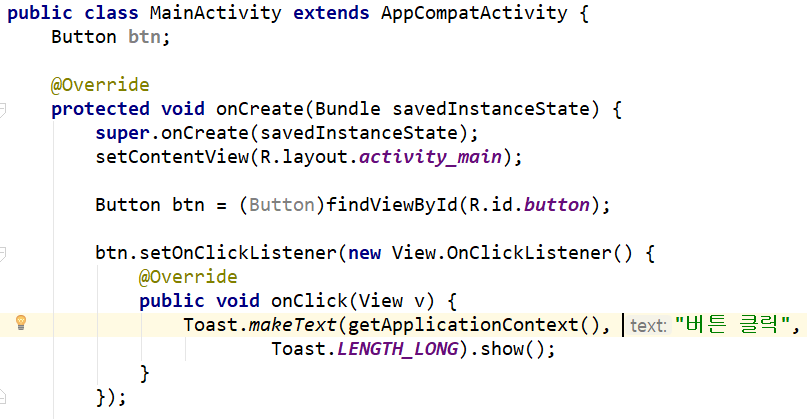 public class MainActivity extends AppCompatActivity {
Button btn;
@Override
protected void onCreate(Bundle savedInstanceState) {
super.onCreate(savedInstanceState);
setContentView(R.layout.activity_main);
Button btn = (Button)findViewById(R.id.button);
btn.setOnClickListener(new View.OnClickListener() {
@Override
public void onClick(View v) {
Toast.makeText(getApplicationContext(), text: "버튼 클릭",
Toast.LENGTH_LONG).show();
}
});